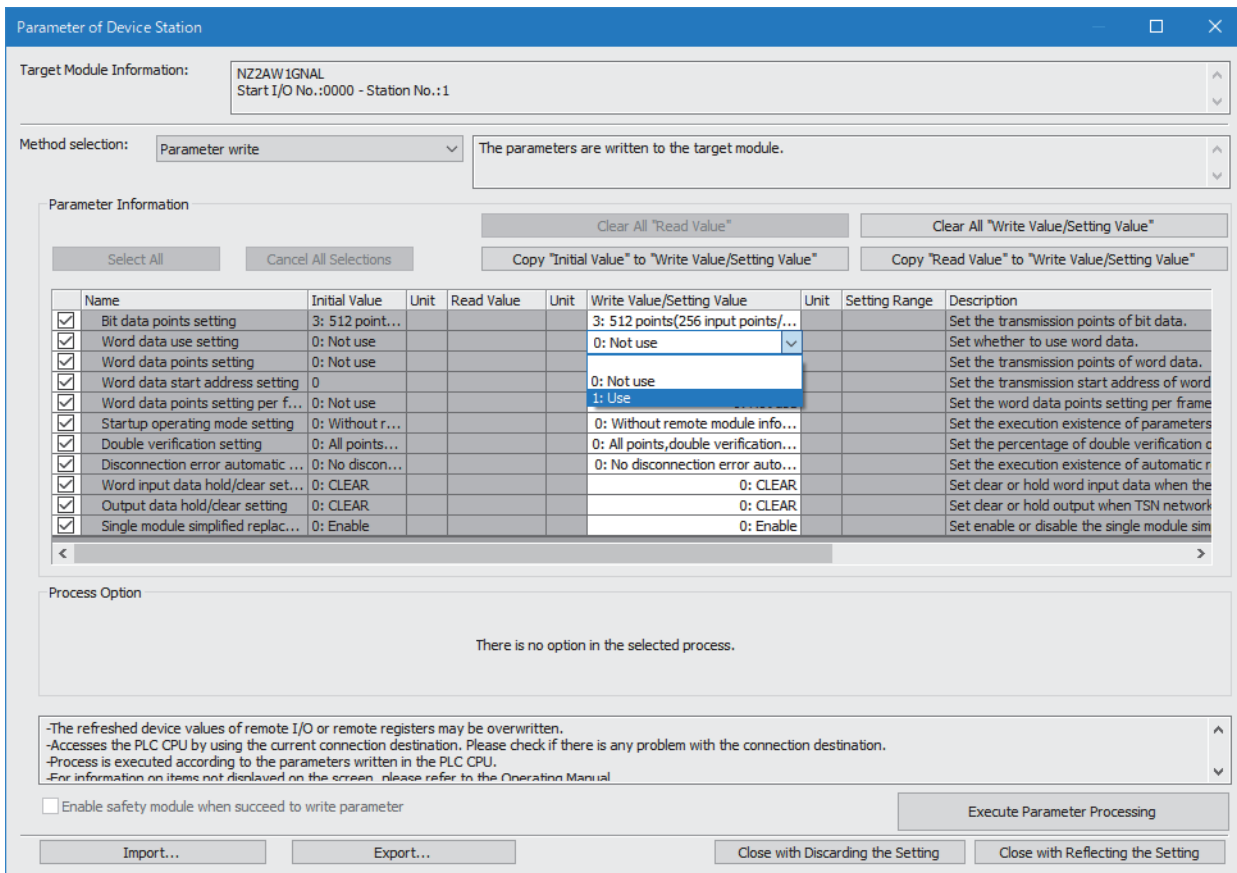 Parameter of Device Station
Target Module Information:
NZ2AW1GNAL
Start I/O No.:0000 - Station No.:1
Method selection:
Parameter write
The parameters are written to the target module.
Parameter Information
Clear All "Read Value"
Clear All "Write Value/Setting Value"
Select All
Cancel All Selections
Copy "Initial Value" to "Write Value/Setting Value"
Copy "Read Value" to "Write Value/Setting Value"
Name Initial Value Unit Read Value Unit Write Value/Setting Value Unit Setting Range Description
Bit data points setting 3: 512 point... 3: 512 points(256 input points/... Set the transmission points of bit data.
Word data use setting 0: Not use 0: Not use Set whether to use word data.
Word data points setting 0: Not use Set the transmission points of word data.
Word data start address setting 0 0: Not use Set the transmission start address of word
Word data points setting per f... 0: Not use 1: Use Set the word data points setting per frame
Startup operating mode setting 0: Without r... 0: Without remote module info... Set the execution existence of parameters
Double verification setting 0: All points... 0: All points,double verification... Set the percentage of double verification
Disconnection error automatic ... 0: No discon... 0: No disconnection error auto... Set the execution existence of automatic r
Word input data hold/clear set... 0: CLEAR 0: CLEAR Set clear or hold word input data when the
Output data hold/clear setting 0: CLEAR 0: CLEAR Set clear or hold output when TSN network
Single module simplified replac... 0: Enable 0: Enable Set enable or disable the single module sim
Process Option
There is no option in the selected process.
-The refreshed device values of remote I/O or remote registers may be overwritten.
-Accesses the PLC CPU by using the current connection destination. Please check if there is any problem with the connection destination.
-Process is executed according to the parameters written in the PLC CPU.
-For information on items not displayed on the screen, please refer to the Operating Manual
Enable safety module when succeed to write parameter
Execute Parameter Processing
Import...
Export...
Close with Discarding the Setting
Close with Reflecting the Setting